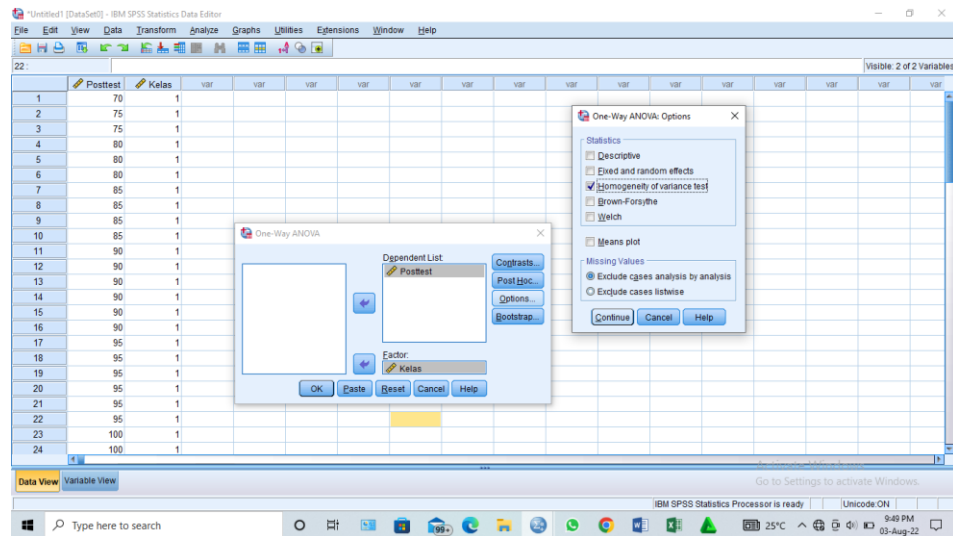 *Untitled1 [DataSet0] - IBM SPSS Statistics Data Editor
File Edit View Data Transform Analyze Graphs Utilities Extensions Window Help
22 :
Visible: 2 of 2 Variables
Posttest Kelas var var var var var var var var var var var var var var var
1 70 1
2 75 1
3 75 1
4 80 1
5 80 1
6 80 1
7 85 1
8 85 1
9 85 1
10 85 1
11 90 1
12 90 1
13 90 1
14 90 1
15 90 1
16 90 1
17 95 1
18 95 1
19 95 1
20 95 1
21 95 1
22 95 1
23 100 1
24 100 1
One-Way ANOVA
Dependent List:
Posttest
Contrasts...
Post Hoc...
Options...
Bootstrap...
Factor:
Kelas
OK Paste Reset Cancel Help
One-Way ANOVA: Options
Statistics
Descriptive
Fixed and random effects
Homogeneity of variance test
Brown-Forsythe
Welch
Means plot
Missing Values
Exclude cases analysis by analysis
Exclude cases listwise
Continue Cancel Help
Data View Variable View
Go to Settings to activate Windows.
IBM SPSS Statistics Processor is ready Unicode:ON
Type here to search
99+
25°C
9:49 PM
03-Aug-22